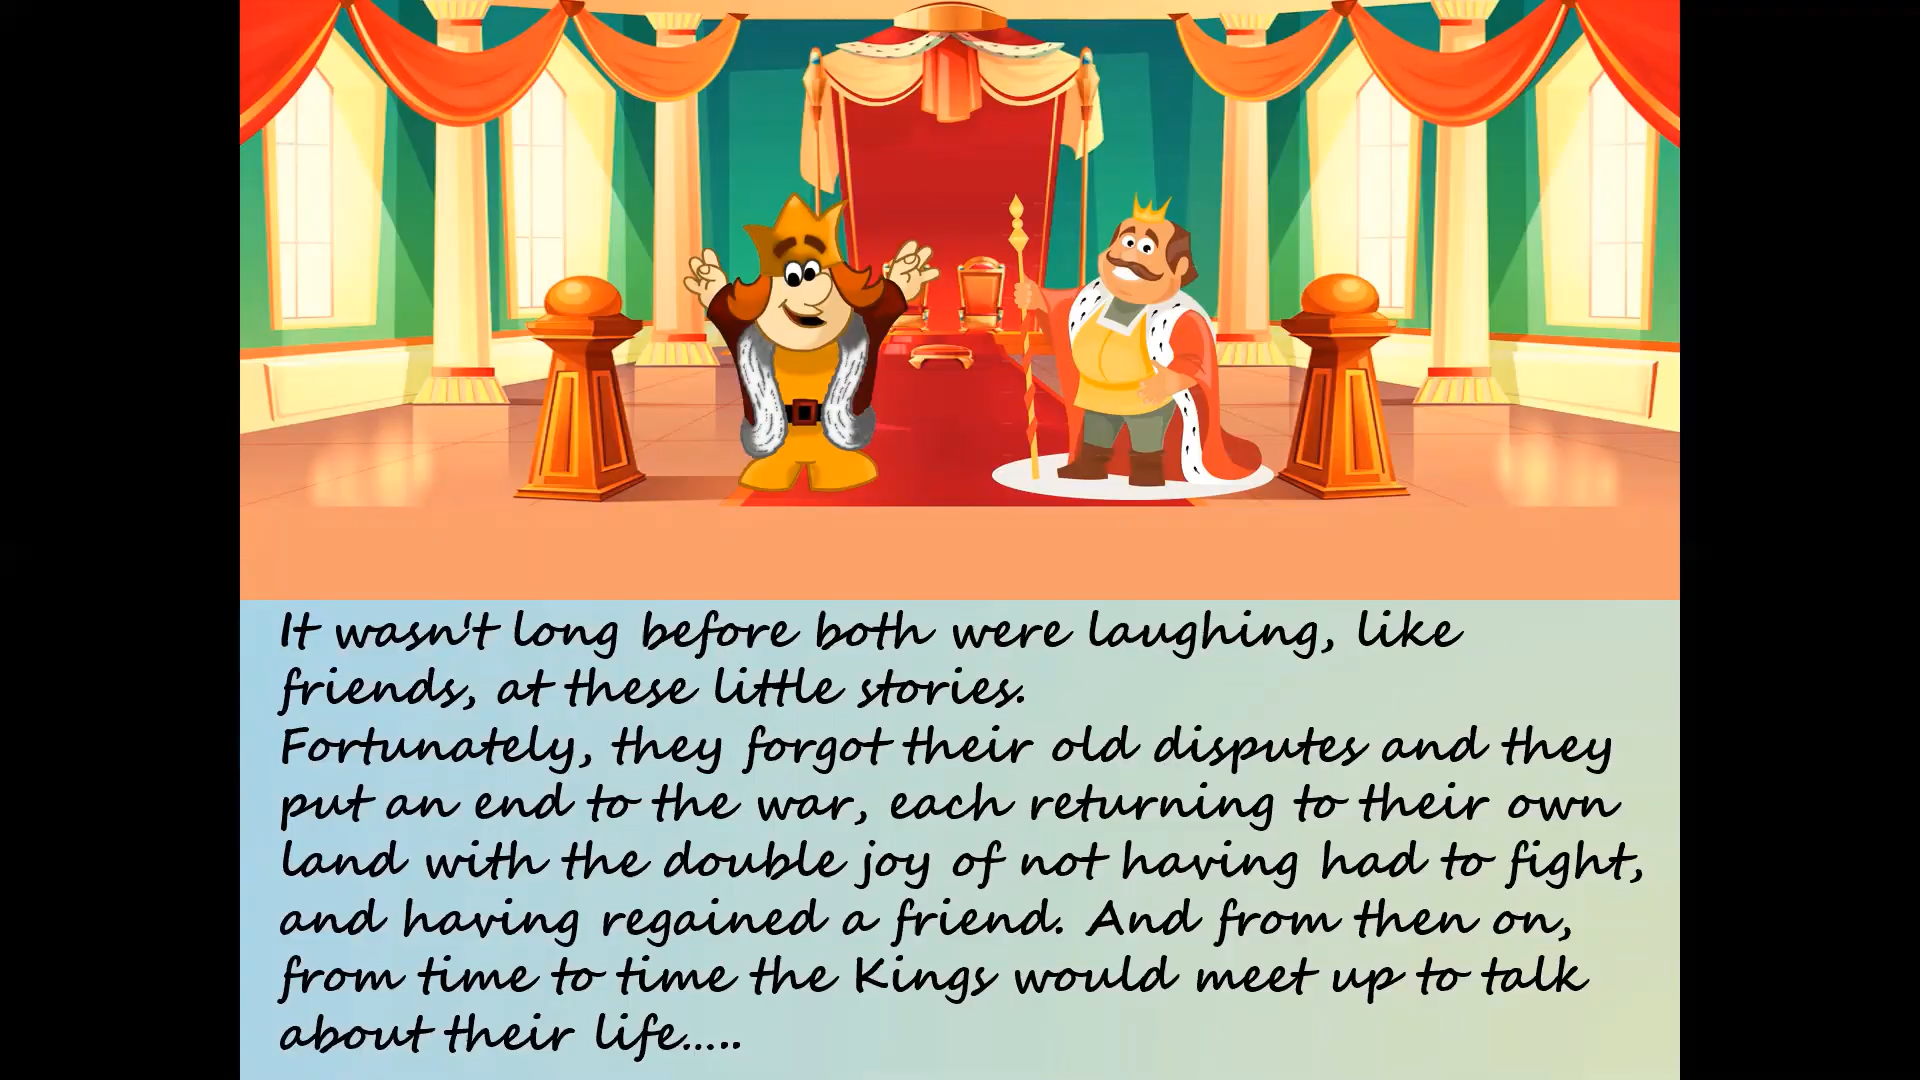 It wasn't long before both were laughing, like
friends, at these little stories.
Fortunately, they forgot their old disputes and they
put an end to the war, each returning to their own
land with the double joy of not having had to fight,
and having regained a friend. And from then on,
from time to time the Kings would meet up to talk
about their life.....